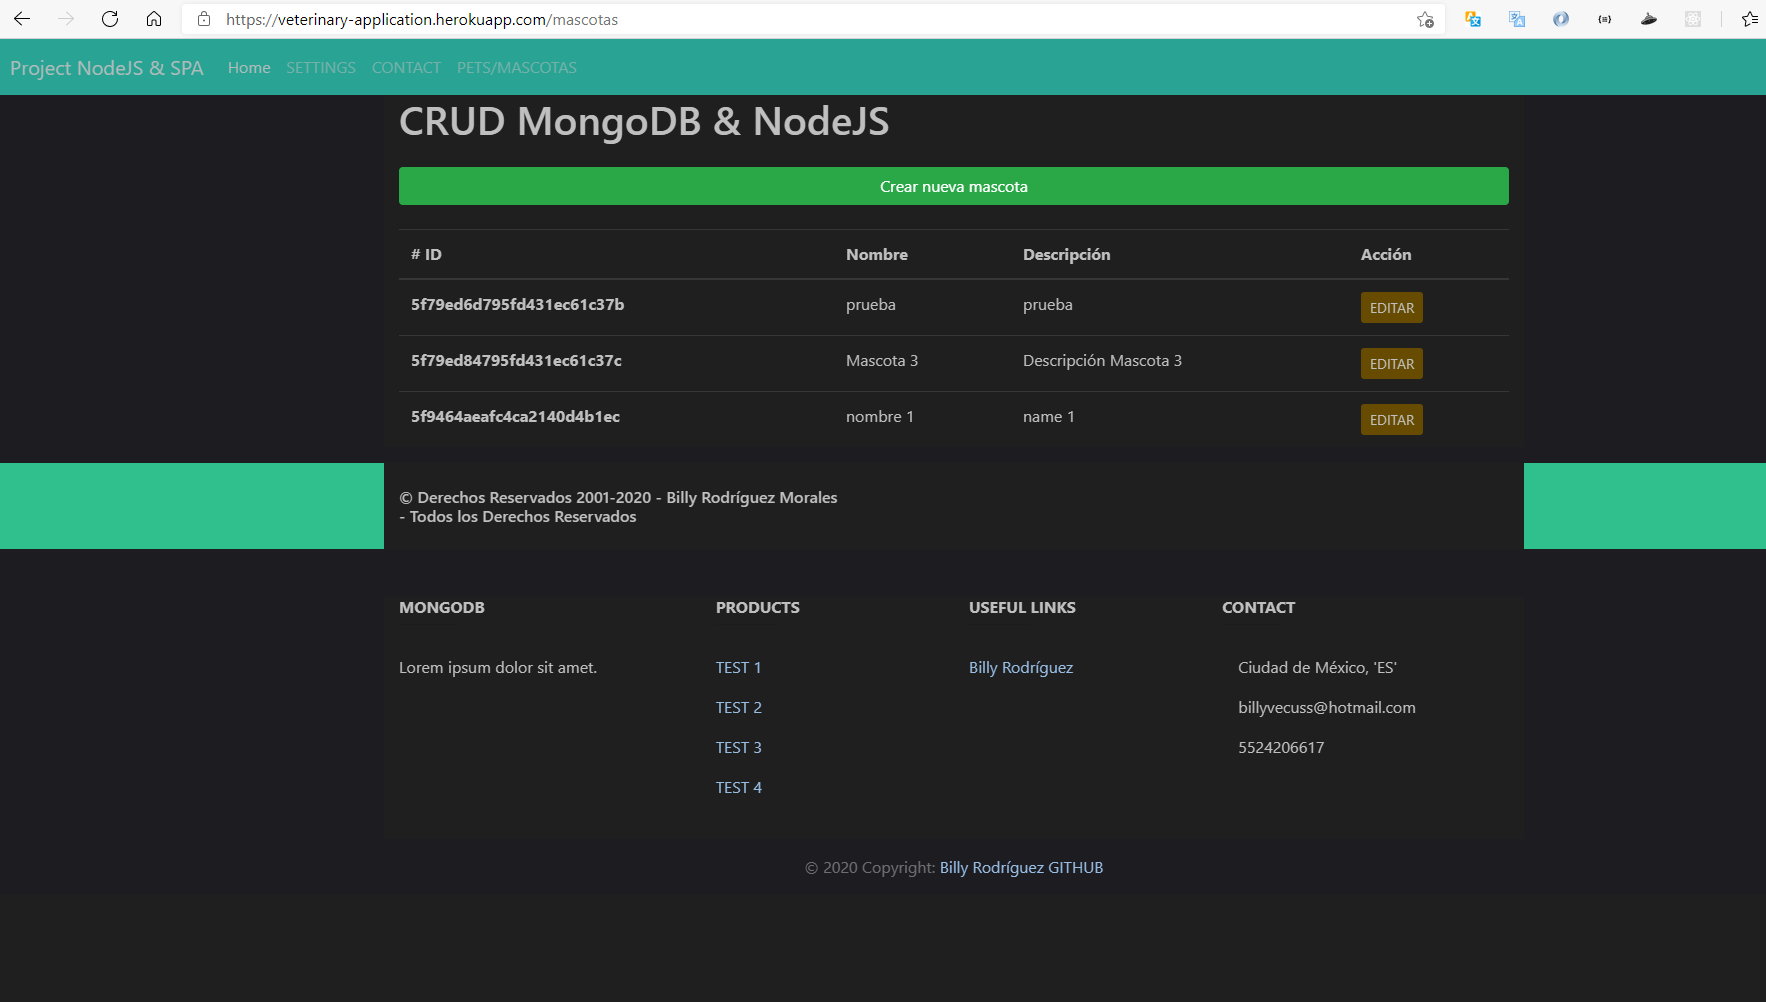 https://veterinary-application.herokuapp.com/mascotas
Project NodeJS & SPA Home SETTINGS CONTACT PETS/MASCOTAS
CRUD MongoDB & NodeJS
Crear nueva mascota
# ID Nombre Descripción Acción
5f79ed6d795fd431ec61c37b prueba prueba EDITAR
5f79ed84795fd431ec61c37c Mascota 3 Descripción Mascota 3 EDITAR
5f9464aeafc4ca2140d4b1ec nombre 1 name 1 EDITAR
© Derechos Reservados 2001-2020 - Billy Rodríguez Morales
- Todos los Derechos Reservados
MONGODB PRODUCTS USEFUL LINKS CONTACT
Lorem ipsum dolor sit amet. TEST 1 Billy Rodríguez Ciudad de México, 'ES'
TEST 2 billyvecuss@hotmail.com
TEST 3 5524206617
TEST 4
© 2020 Copyright: Billy Rodríguez GITHUB